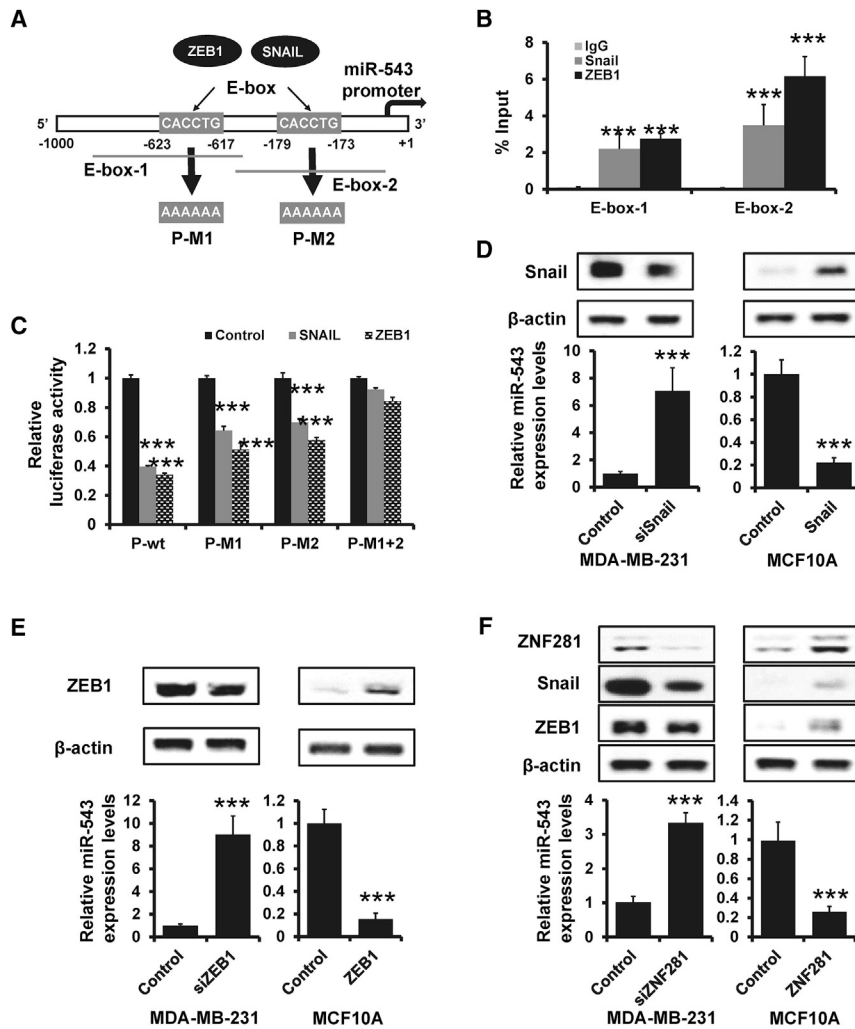 A
ZEB1
SNAIL
miR-543
promoter
E-box
5’
CACCTG
CACCTG
3’
-1000
-623
-617
-179
-173
+1
E-box-1
E-box-2
AAAAAA
AAAAAA
P-M1
P-M2
B
IgG
Snail
ZEB1
% Input
8
6
4
2
0
***
***
***
***
E-box-1
E-box-2
C
Control
SNAIL
ZEB1
Relative
luciferase activity
1.2
1
0.8
0.6
0.4
0.2
0
***
***
***
***
***
***
P-wt
P-M1
P-M2
P-M1+2
D
Snail
β-actin
Relative miR-543
expression levels
10
8
6
4
2
0
***
Control
siSnail
MDA-MB-231
1.2
1
0.8
0.6
0.4
0.2
0
***
Control
Snail
MCF10A
E
ZEB1
β-actin
Relative miR-543
expression levels
12
10
8
6
4
2
0
***
Control
siZEB1
MDA-MB-231
1.2
1
0.8
0.6
0.4
0.2
0
***
Control
ZEB1
MCF10A
F
ZNF281
Snail
ZEB1
β-actin
Relative miR-543
expression levels
4
3
2
1
0
***
Control
siZNF281
MDA-MB-231
1.4
1.2
1
0.8
0.6
0.4
0.2
0
***
Control
ZNF281
MCF10A